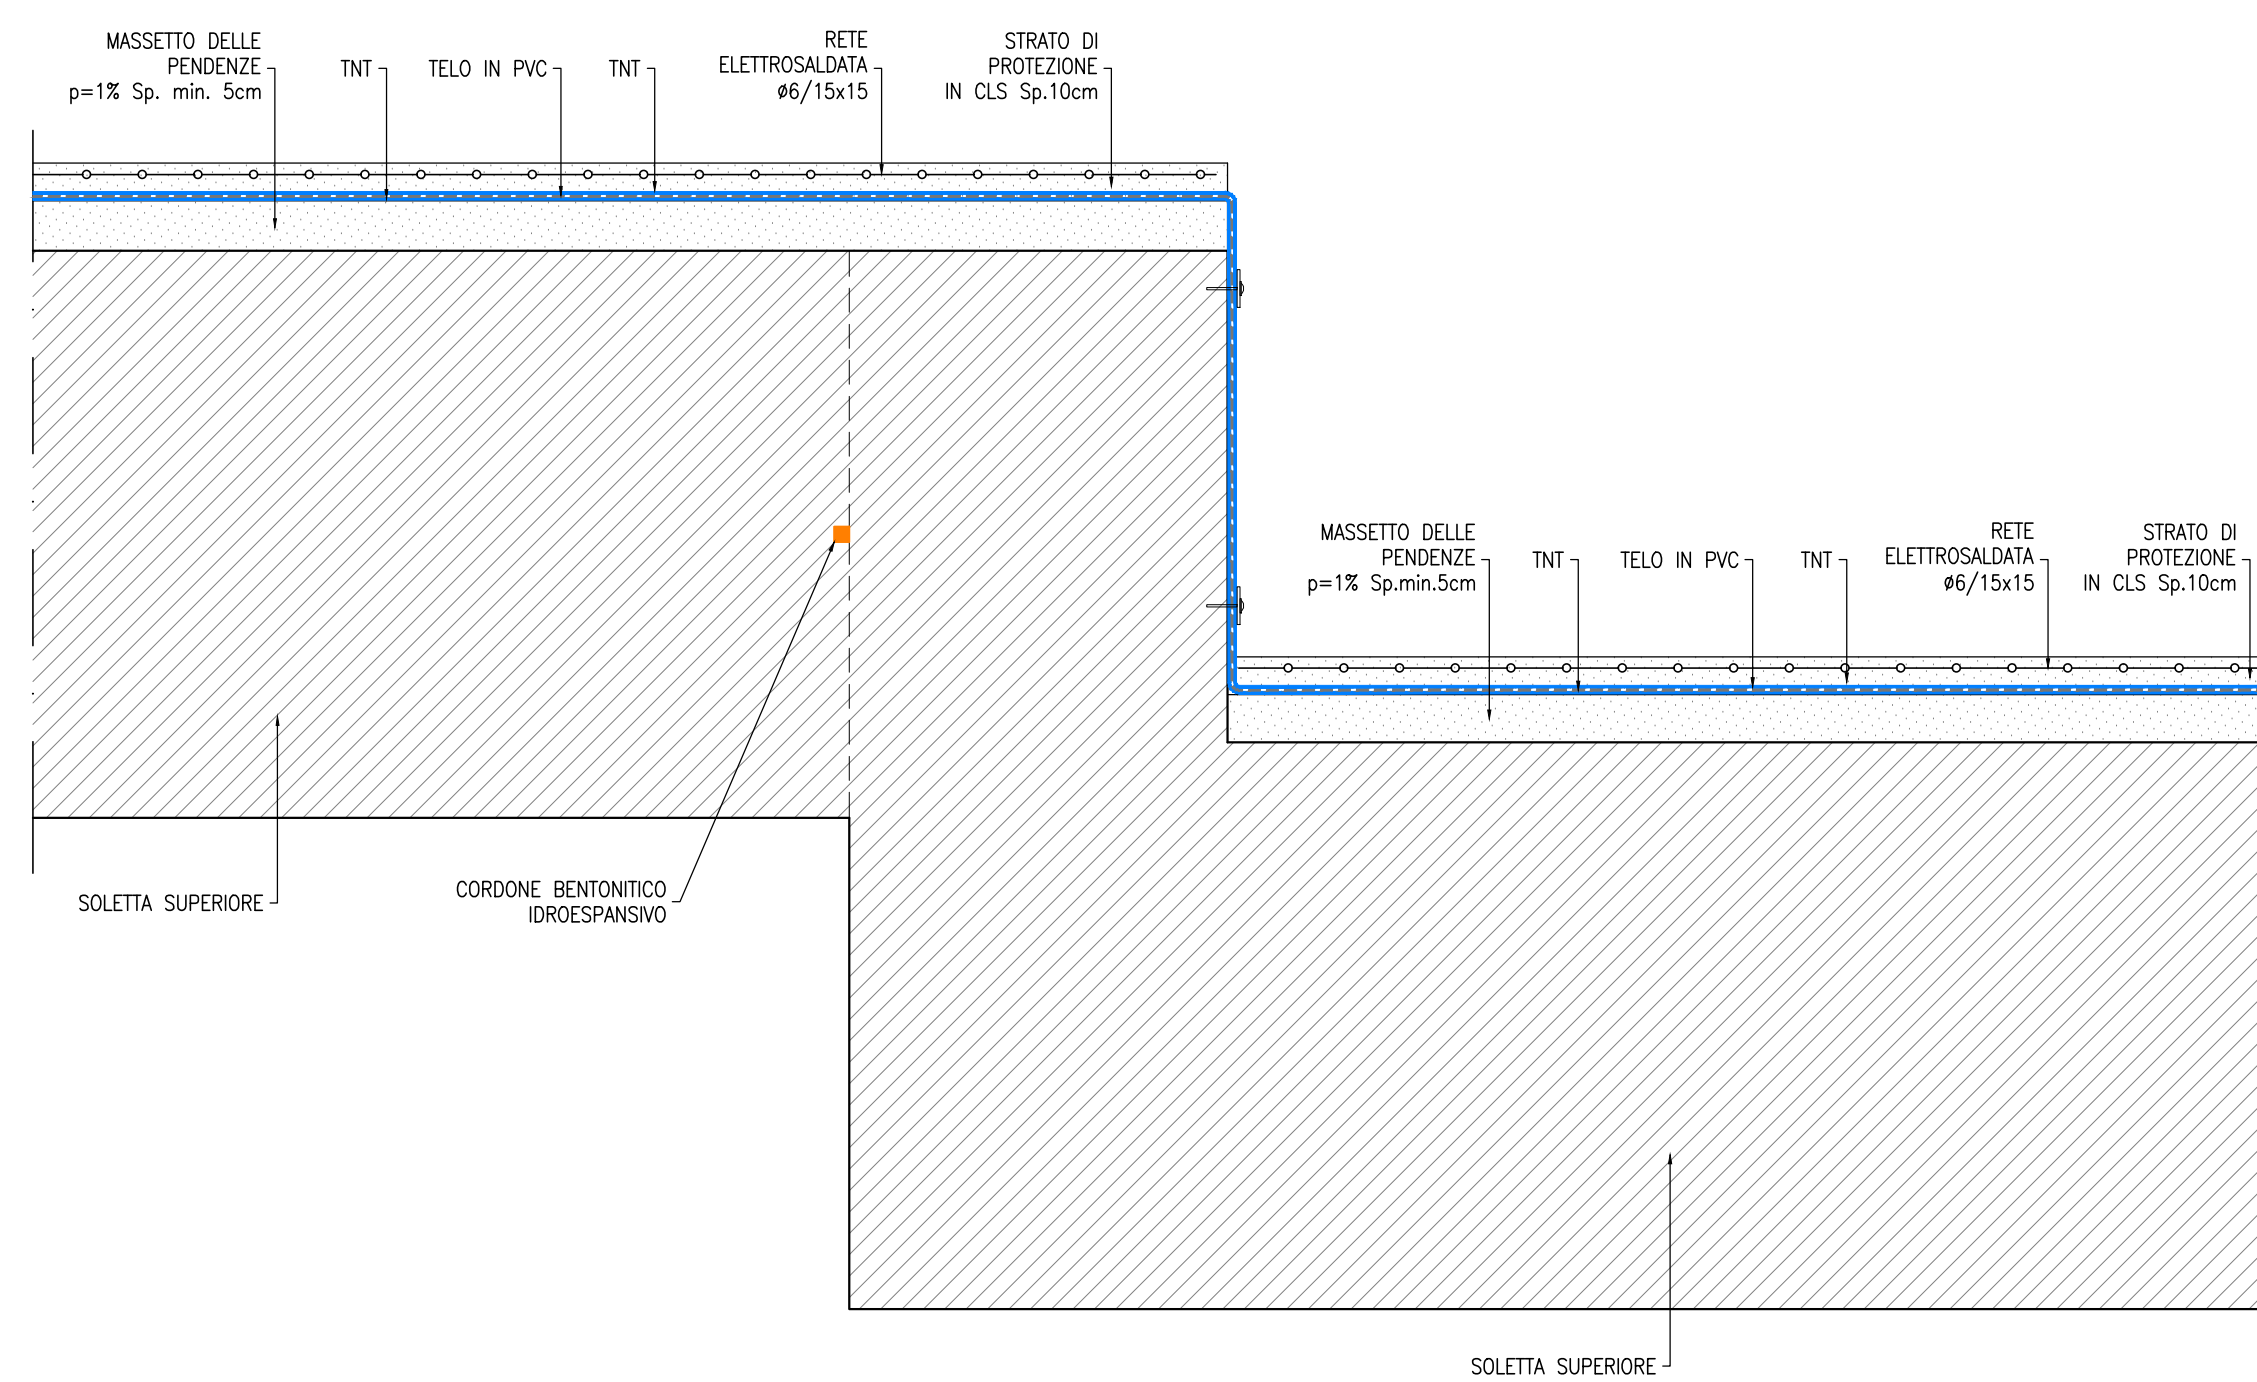 MASSETTO DELLE
PENDENZE
p=1% Sp. min. 5cm
TNT
TELO IN PVC
TNT
RETE
ELETTROSALDATA
ø6/15x15
STRATO DI
PROTEZIONE
IN CLS Sp.10cm
MASSETTO DELLE
PENDENZE
p=1% Sp.min.5cm
TNT
TELO IN PVC
TNT
RETE
ELETTROSALDATA
ø6/15x15
STRATO DI
PROTEZIONE
IN CLS Sp.10cm
SOLETTA SUPERIORE
CORDONE BENTONITICO
IDROESPANSIVO
SOLETTA SUPERIORE